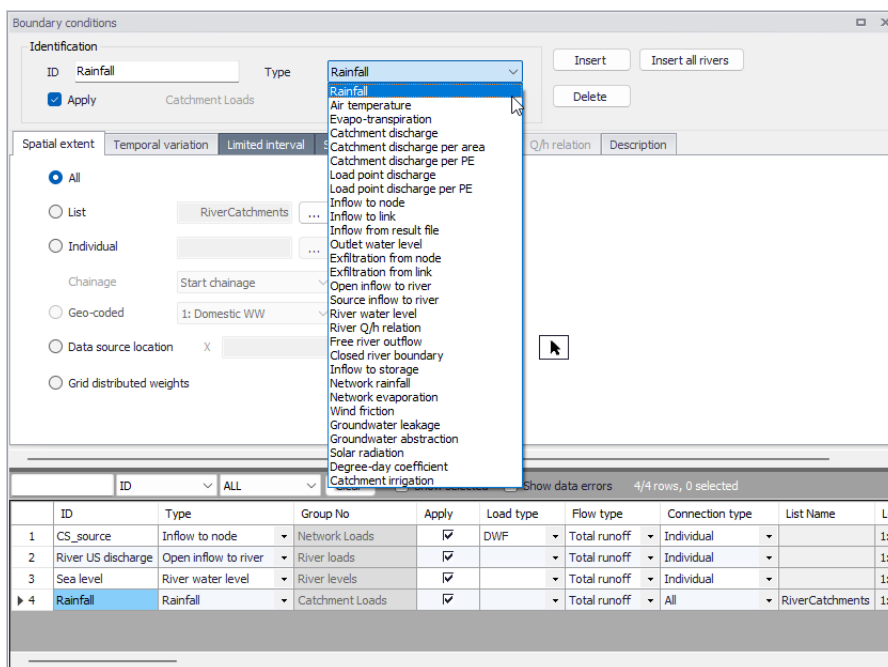 Boundary conditions
Identification
ID Rainfall Type Rainfall Insert Insert all rivers
Apply Catchment Loads Delete
Rainfall
Air temperature
Evapo-transpiration
Catchment discharge
Catchment discharge per area
Catchment discharge per PE
Load point discharge
Load point discharge per PE
Inflow to node
Inflow to link
Inflow from result file
Outlet water level
Exfiltration from node
Exfiltration from link
Open inflow to river
Source inflow to river
River water level
River Q/h relation
Free river outflow
Closed river boundary
Inflow to storage
Network rainfall
Network evaporation
Wind friction
Groundwater leakage
Groundwater abstraction
Solar radiation
Degree-day coefficient
Catchment irrigation
Spatial extent Temporal variation Limited interval Q/h relation Description
All
List RiverCatchments ...
Individual ...
Chainage Start chainage
Geo-coded 1: Domestic WW
Data source location X
Grid distributed weights
ID ALL Show data errors 4/4 rows, 0 selected
ID Type Group No Apply Load type Flow type Connection type List Name
1 CS_source Inflow to node Network Loads DWF Total runoff Individual
2 River US discharge Open inflow to river River loads Total runoff Individual
3 Sea level River water level River levels Total runoff Individual
4 Rainfall Rainfall Catchment Loads Total runoff All RiverCatchments